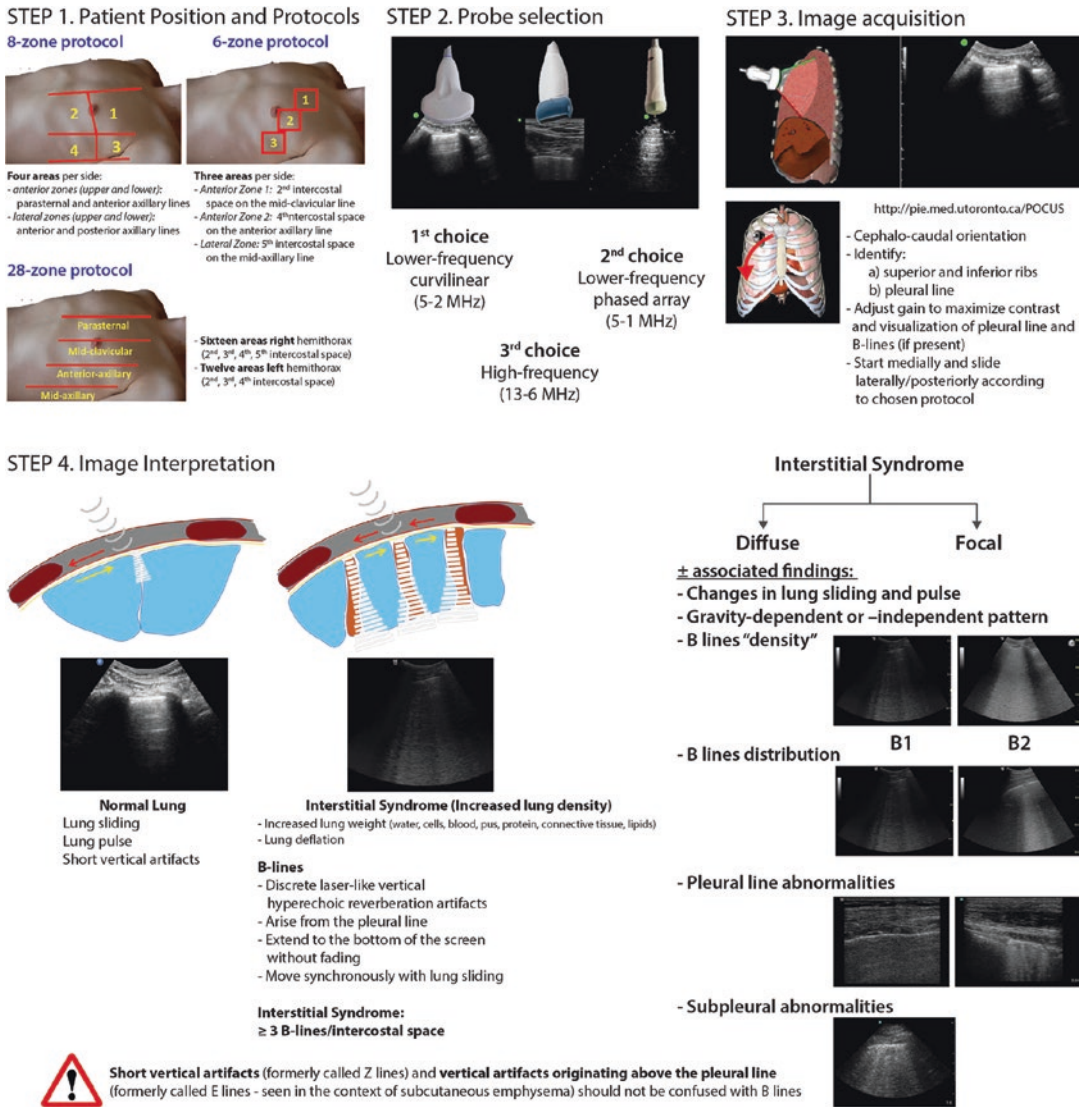 STEP 1. Patient Position and Protocols
8-zone protocol
6-zone protocol
2
1
4
3
1
2
3
Four areas per side:
- anterior zones (upper and lower):
parasternal and anterior axillary lines
- lateral zones (upper and lower):
anterior and posterior axillary lines
Three areas per side:
- Anterior Zone 1: 2nd intercostal
space on the mid-clavicular line
- Anterior Zone 2: 4thntercostal space
on the anterior axillary line
- Lateral Zone: 5th intercostal space
on the mid-axillary line
28-zone protocol
Parasternal
Mid-clavicular
Anterior-axillary
Mid-axillary
- Sixteen areas right hemithorax
(2nd, 3rd, 4th, 5th intercostal space)
- Twelve areas left hemithorax
(2nd, 3rd, 4th intercostal space)
STEP 2. Probe selection
1st choice
Lower-frequency
curvilinear
(5-2 MHz)
2nd choice
Lower-frequency
phased array
(5-1 MHz)
3rd choice
High-frequency
(13-6 MHz)
STEP 3. Image acquisition
http://pie.med.utoronto.ca/POCUS
- Cephalo-caudal orientation
- Identify:
a) superior and inferior ribs
b) pleural line
- Adjust gain to maximize contrast
and visualization of pleural line and
B-lines (if present)
- Start medially and slide
laterally/posteriorly according
to chosen protocol
STEP 4. Image Interpretation
Normal Lung
Lung sliding
Lung pulse
Short vertical artifacts
Interstitial Syndrome (Increased lung density)
- Increased lung weight (water, cells, blood, pus, protein, connective tissue, lipids)
- Lung deflation
B-lines
- Discrete laser-like vertical
hyperechoic reverberation artifacts
- Arise from the pleural line
- Extend to the bottom of the screen
without fading
- Move synchronously with lung sliding
Interstitial Syndrome:
≥ 3 B-lines/intercostal space
Interstitial Syndrome
Diffuse
Focal
± associated findings:
- Changes in lung sliding and pulse
- Gravity-dependent or –independent pattern
- B lines “density”
B1
B2
- B lines distribution
- Pleural line abnormalities
- Subpleural abnormalities
Short vertical artifacts (formerly called Z lines) and vertical artifacts originating above the pleural line
(formerly called E lines - seen in the context of subcutaneous emphysema) should not be confused with B lines